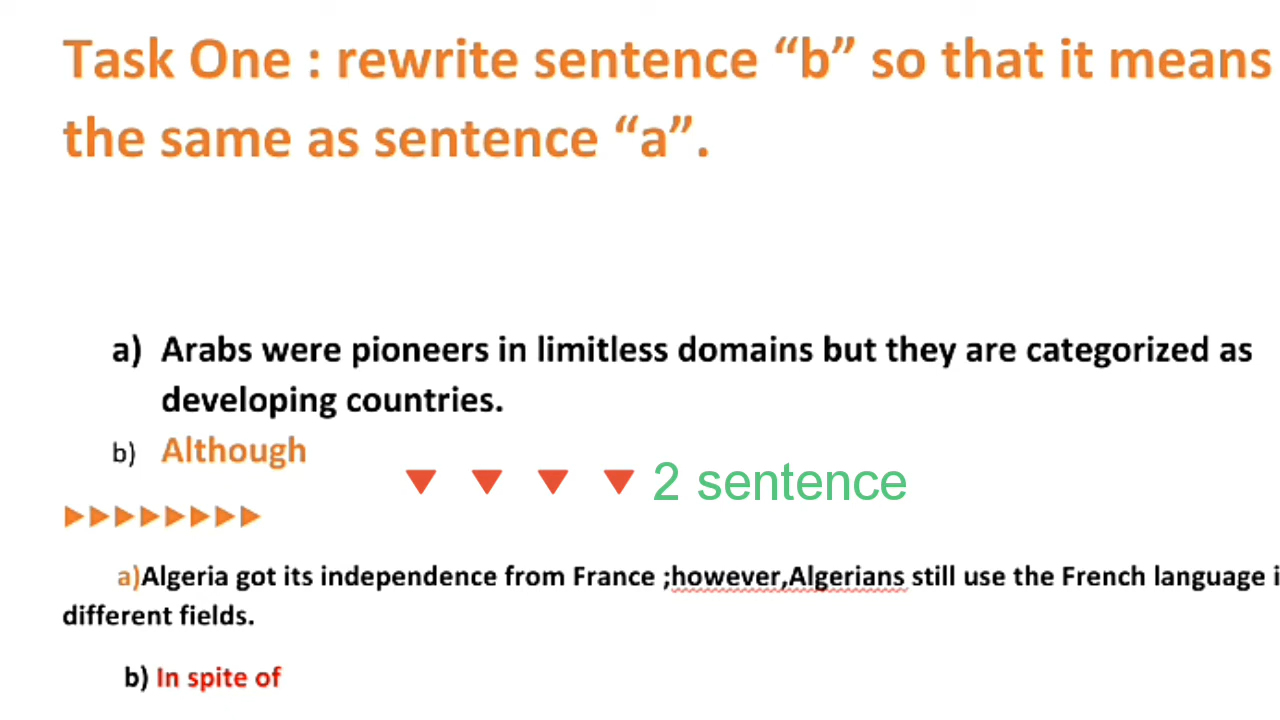 Task One : rewrite sentence “b” so that it means
the same as sentence “a”.
a) Arabs were pioneers in limitless domains but they are categorized as
developing countries.
b) Although
2 sentence
a)Algeria got its independence from France ;however,Algerians still use the French language i
different fields.
b) In spite of